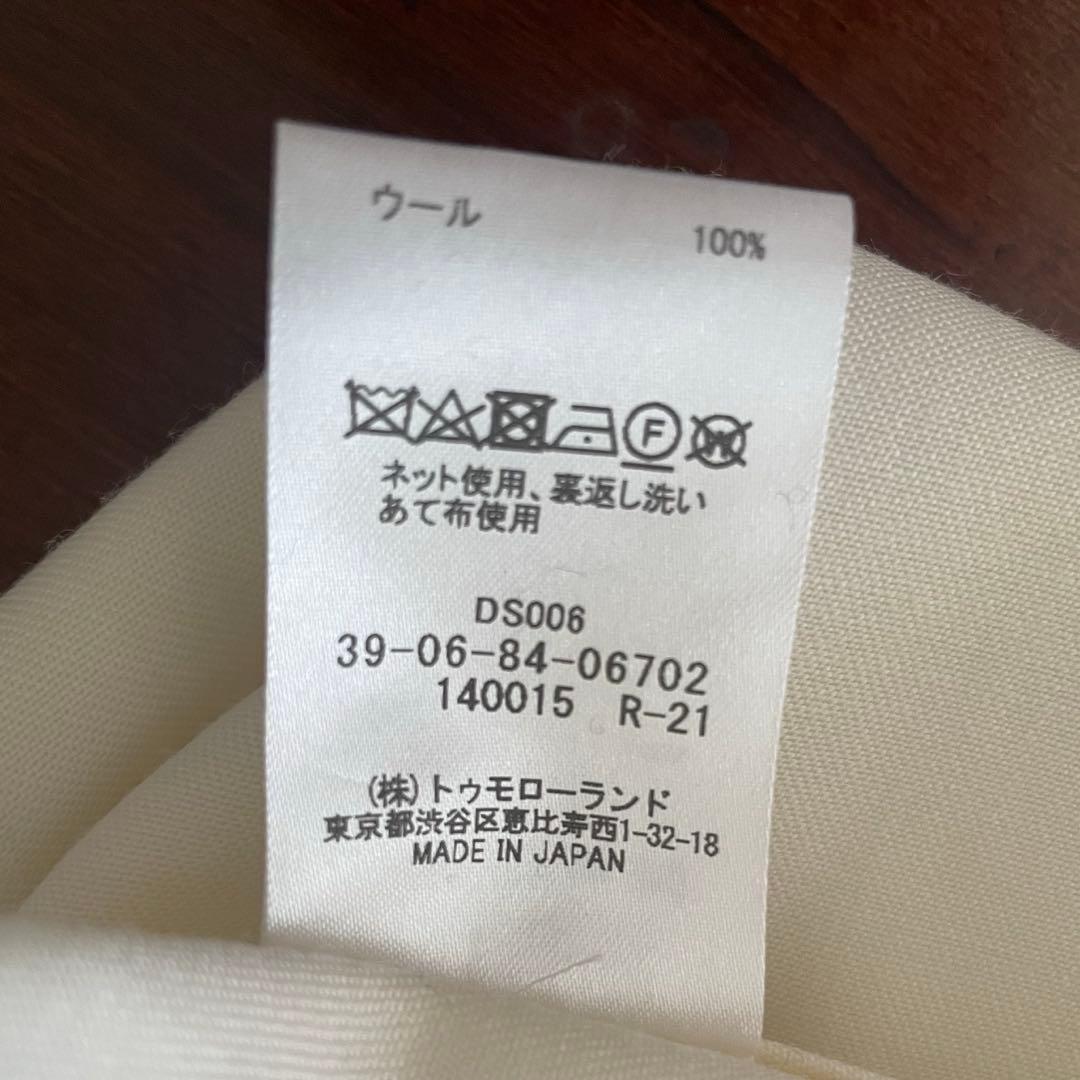 ウール 100%
F W
ネット使用、裏返し洗い
あて布使用
DS006
39-06-84-06702
140015 R-21
(株)トゥモローランド
東京都渋谷区恵比寿西1-32-18
MADE IN JAPAN